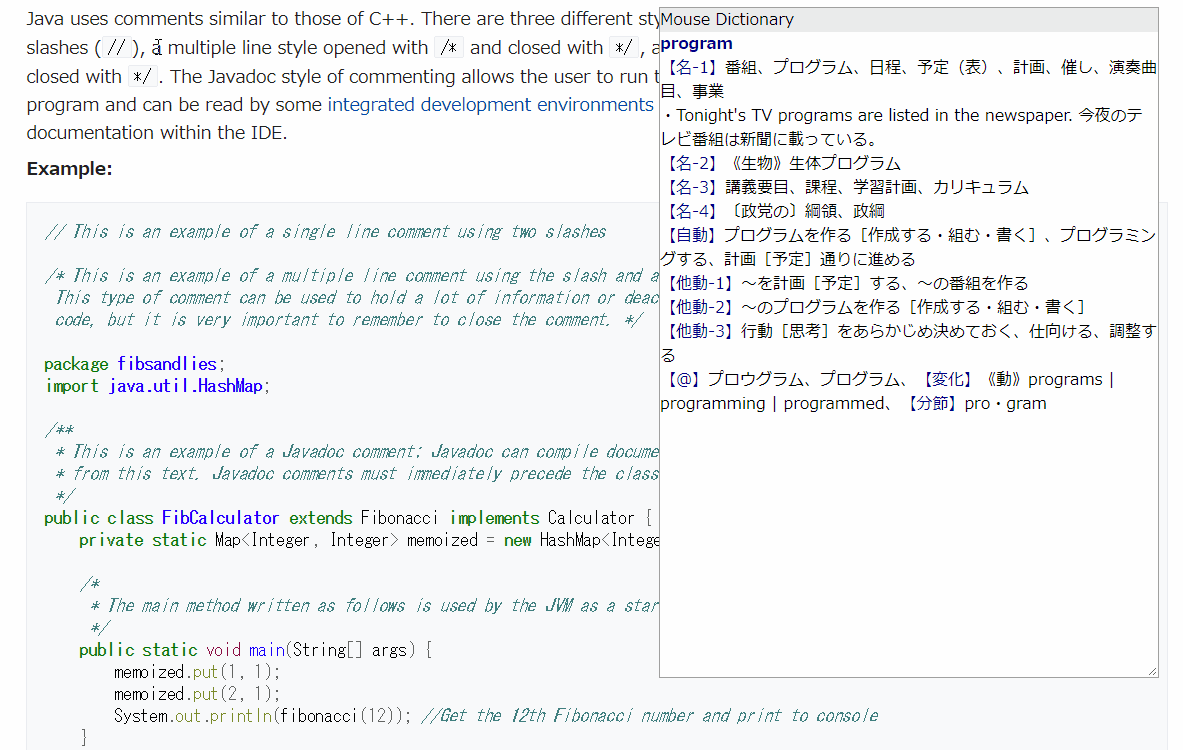 Java uses comments similar to those of C++. There are three different sty
slashes ( // ), a multiple line style opened with /* and closed with */ , a
closed with */ . The Javadoc style of commenting allows the user to run t
program and can be read by some integrated development environments
documentation within the IDE.
Example:
// This is an example of a single line comment using two slashes
/* This is an example of a multiple line comment using the slash and a
This type of comment can be used to hold a lot of information or deac
code, but it is very important to remember to close the comment. */
package fibsandlies;
import java.util.HashMap;
/**
* This is an example of a Javadoc comment; Javadoc can compile docume
* from this text. Javadoc comments must immediately precede the class
*/
public class FibCalculator extends Fibonacci implements Calculator {
private static Map<Integer, Integer> memoized = new HashMap<Intege
/*
* The main method written as follows is used by the JVM as a star
*/
public static void main(String[] args) {
memoized.put(1, 1);
memoized.put(2, 1);
System.out.println(fibonacci(12)); //Get the 12th Fibonacci number and print to console
}
Mouse Dictionary
program
【名-1】番組、プログラム、日程、予定（表）、計画、催し、演奏曲
目、事業
・Tonight's TV programs are listed in the newspaper. 今夜のテ
レビ番組は新聞に載っている。
【名-2】《生物》生体プログラム
【名-3】講義要目、課程、学習計画、カリキュラム
【名-4】〔政党の〕綱領、政綱
【自動】プログラムを作る［作成する・組む・書く］、プログラミン
グする、計画［予定］通りに進める
【他動-1】～を計画［予定］する、～の番組を作る
【他動-2】～のプログラムを作る［作成する・組む・書く］
【他動-3】行動［思考］をあらかじめ決めておく、仕向ける、調整す
る
【@】プロウグラム、プログラム、【変化】《動》programs |
programming | programmed、【分節】pro・gram